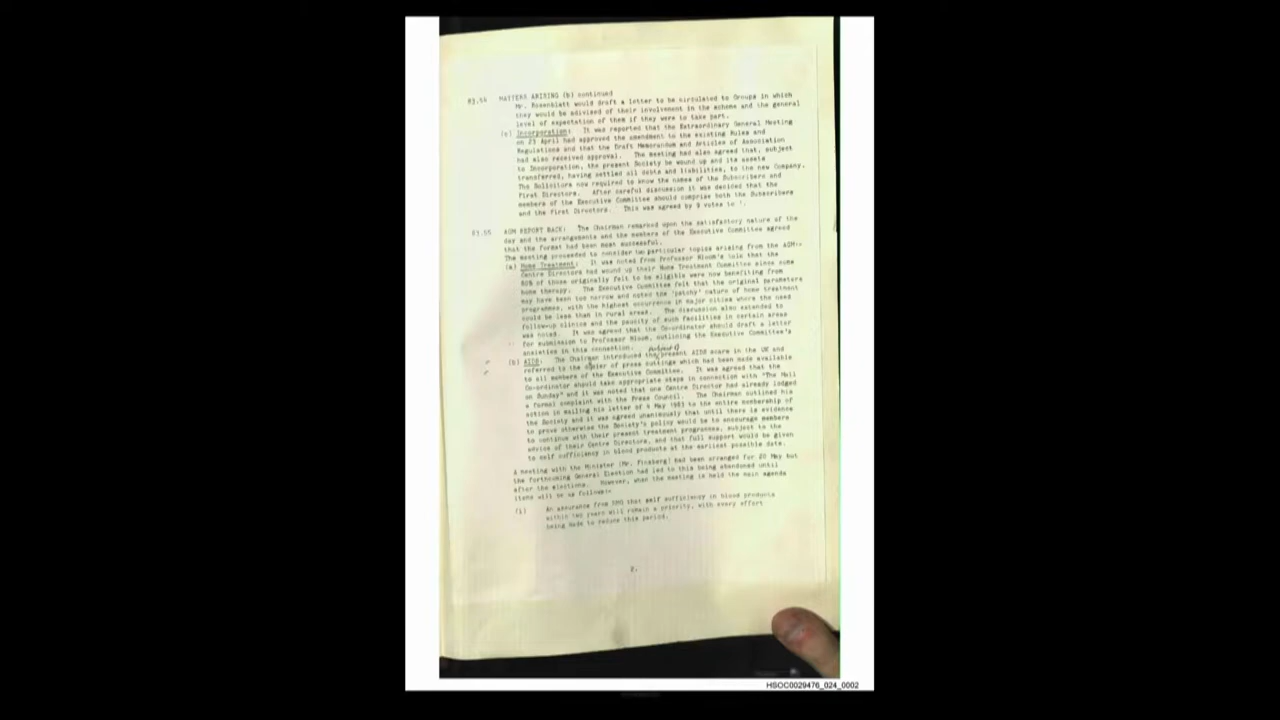 83.54 MATTERS ARISING (b) continued
Mr. Rosenblatt would draft a letter to be circulated to Groups in which
they would be advised of their involvement in the scheme and the general
level of expectation of them if they were to take part.
(c) Incorporation: It was reported that the Extraordinary General Meeting
on 23 April had approved the amendment to the existing Rules and
Regulations and that the Draft Memorandum and Articles of Association
had also received approval. The meeting had also agreed that, subject
to Incorporation, the present Society be wound up and its assets
transferred, having settled all debts and liabilities, to the new Company.
The Solicitors now required to know the names of the Subscribers and
First Directors. After careful discussion it was decided that the
members of the Executive Committee should comprise both the Subscribers
and the First Directors. This was agreed by 9 votes to
83.55 AGM REPORT BACK: The Chairman remarked upon the satisfactory nature of the
day and the arrangements and the members of the Executive Committee agreed
that the format had been most successful.
The meeting proceeded to consider two particular topics arising from the AGM:-
(a) Home Treatment: It was noted from Professor Bloom's talk that the
Centre Directors had wound up their Home Treatment Committee since some
80% of those originally felt to be eligible were now benefiting from
home therapy. The Executive Committee felt that the original parameters
may have been too narrow and noted the 'patchy' nature of home treatment
programme, with the highest occurrence in major cities where the need
could be less than in rural areas. The discussion also extended to
follow-up clinics and the paucity of such facilities in certain areas
was noted. It was agreed that the Co-ordinator should draft a letter
for submission to Professor Bloom, outlining the Executive Committee's
anxieties in this connection.
(b) AIDS: The Chairman introduced the present AIDS scare in the UK and
referred to the dossier of press cuttings which had been made available
to all members of the Executive Committee. It was agreed that the
Co-ordinator should take appropriate steps in connection with "The Mail
on Sunday" and it was noted that one Centre Director had already lodged
a formal complaint with the Press Council. The Chairman outlined his
action in mailing his letter of 4 May 1983 to the entire membership of
the Society and it was agreed unanimously that until there is evidence
to prove otherwise the Society's policy would be to encourage members
to continue with their present treatment programme, subject to the
advice of their Centre Directors, and that full support would be given
to self sufficiency in blood products at the earliest possible date.
A meeting with the Minister (Mr. Finsberg) had been arranged for 20 May but
the forthcoming General Election had led to this being abandoned until
after the elections. However, when the meeting is held the main agenda
items will be as follows:-
(i) An assurance from DHSS that self sufficiency in blood products
within two years will remain a priority, with every effort
being made to reduce this period.
2.
HSOC0029476_024_0002